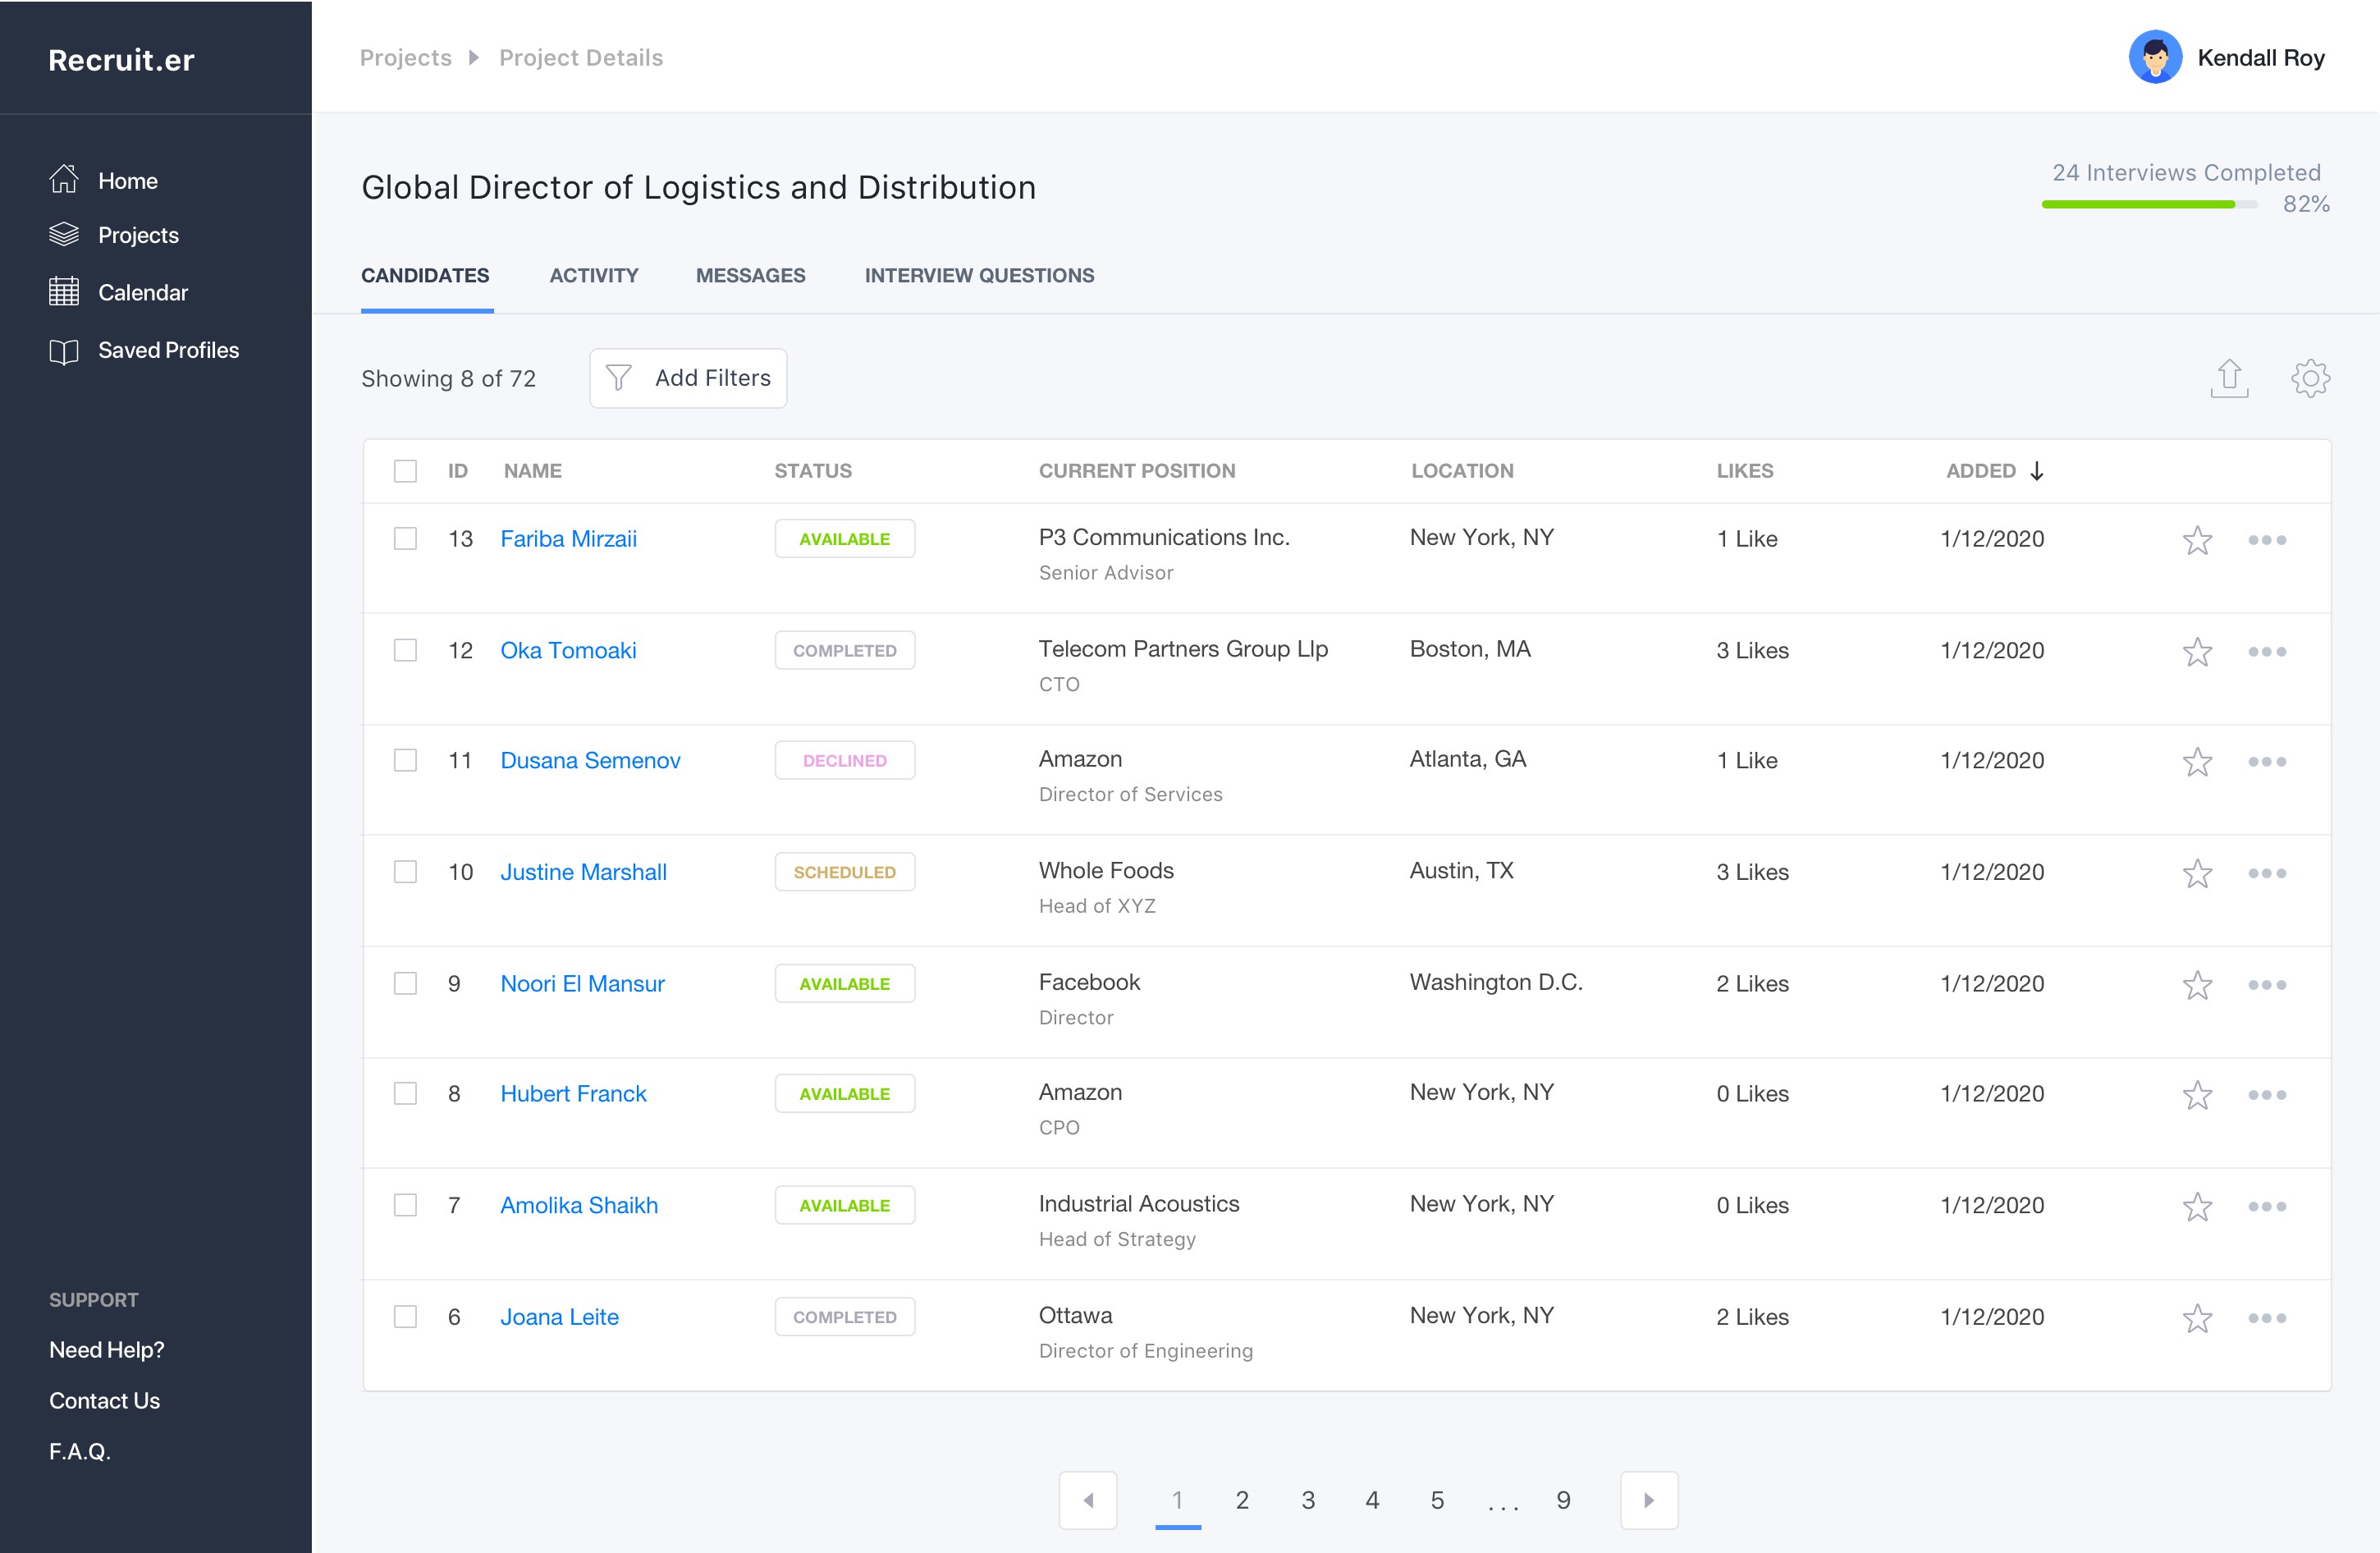 Recruit.er
Projects Project Details
Kendall Roy
Home
Projects
Calendar
Saved Profiles
Global Director of Logistics and Distribution
24 Interviews Completed
82%
CANDIDATES ACTIVITY MESSAGES INTERVIEW QUESTIONS
Showing 8 of 72 Add Filters
ID NAME STATUS CURRENT POSITION LOCATION LIKES ADDED
13 Fariba Mirzaii AVAILABLE P3 Communications Inc. New York, NY 1 Like 1/12/2020
Senior Advisor
12 Oka Tomoaki COMPLETED Telecom Partners Group Llp Boston, MA 3 Likes 1/12/2020
CTO
11 Dusana Semenov DECLINED Amazon Atlanta, GA 1 Like 1/12/2020
Director of Services
10 Justine Marshall SCHEDULED Whole Foods Austin, TX 3 Likes 1/12/2020
Head of XYZ
9 Noori El Mansur AVAILABLE Facebook Washington D.C. 2 Likes 1/12/2020
Director
8 Hubert Franck AVAILABLE Amazon New York, NY 0 Likes 1/12/2020
CPO
7 Amolika Shaikh AVAILABLE Industrial Acoustics New York, NY 0 Likes 1/12/2020
Head of Strategy
6 Joana Leite COMPLETED Ottawa New York, NY 2 Likes 1/12/2020
Director of Engineering
SUPPORT
Need Help?
Contact Us
F.A.Q.
1 2 3 4 5 ... 9